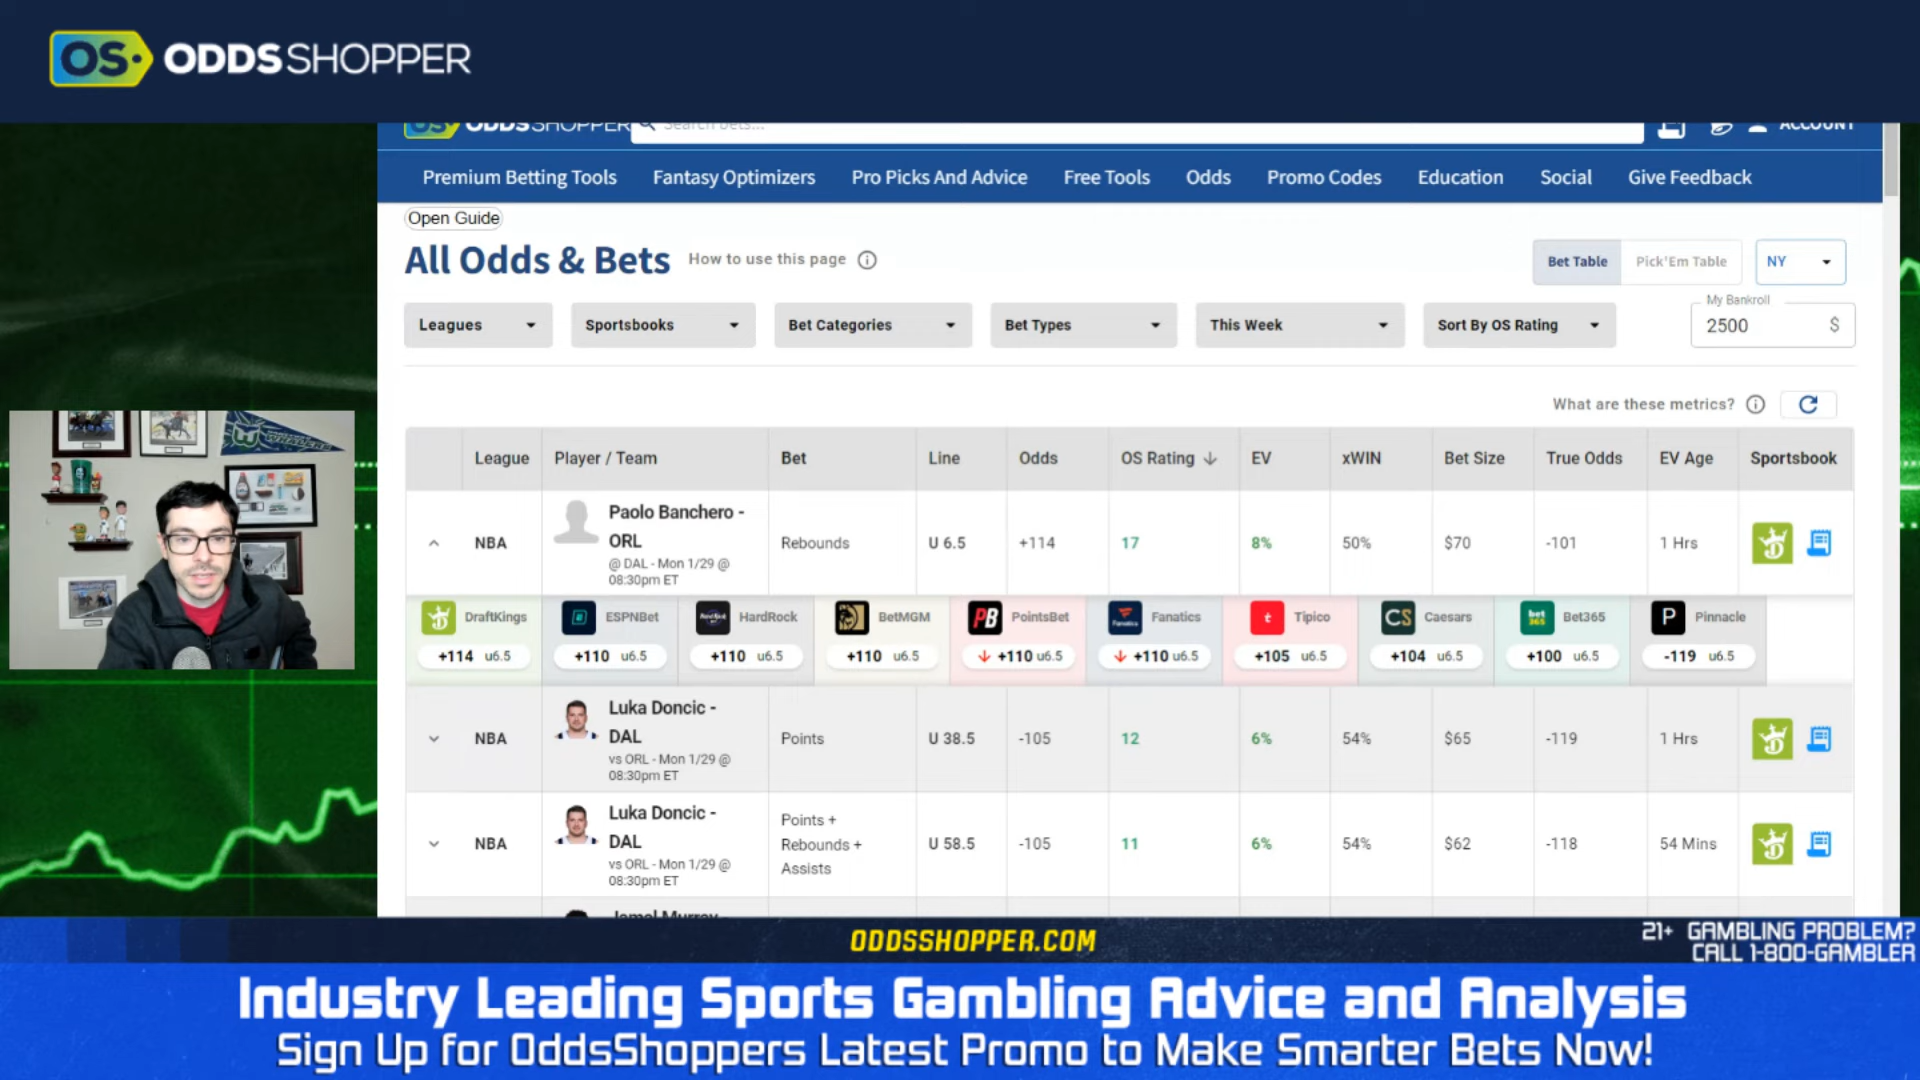 OS ODDSSHOPPER
ODDSSHOPPER Search bets... ACCOUNT
Premium Betting Tools Fantasy Optimizers Pro Picks And Advice Free Tools Odds Promo Codes Education Social Give Feedback
Open Guide
All Odds & Bets How to use this page
Bet Table Pick'Em Table NY
Leagues Sportsbooks Bet Categories Bet Types This Week Sort By OS Rating My Bankroll 2500 $
What are these metrics?
League Player / Team Bet Line Odds OS Rating EV xWIN Bet Size True Odds EV Age Sportsbook
NBA Paolo Banchero - ORL @ DAL - Mon 1/29 @ 08:30pm ET Rebounds U 6.5 +114 17 8% 50% $70 -101 1 Hrs
DraftKings ESPNBet HardRock BetMGM PointsBet Fanatics Tipico Caesars Bet365 Pinnacle
+114 u6.5 +110 u6.5 +110 u6.5 +110 u6.5 +110 u6.5 +110 u6.5 +105 u6.5 +104 u6.5 +100 u6.5 -119 u6.5
NBA Luka Doncic - DAL vs ORL - Mon 1/29 @ 08:30pm ET Points U 38.5 -105 12 6% 54% $65 -119 1 Hrs
NBA Luka Doncic - DAL vs ORL - Mon 1/29 @ 08:30pm ET Points + Rebounds + Assists U 58.5 -105 11 6% 54% $62 -118 54 Mins
Jamal Murray
ODDSSHOPPER.COM
21+ GAMBLING PROBLEM?
CALL 1-800-GAMBLER
Industry Leading Sports Gambling Advice and Analysis
Sign Up for OddsShoppers Latest Promo to Make Smarter Bets Now!